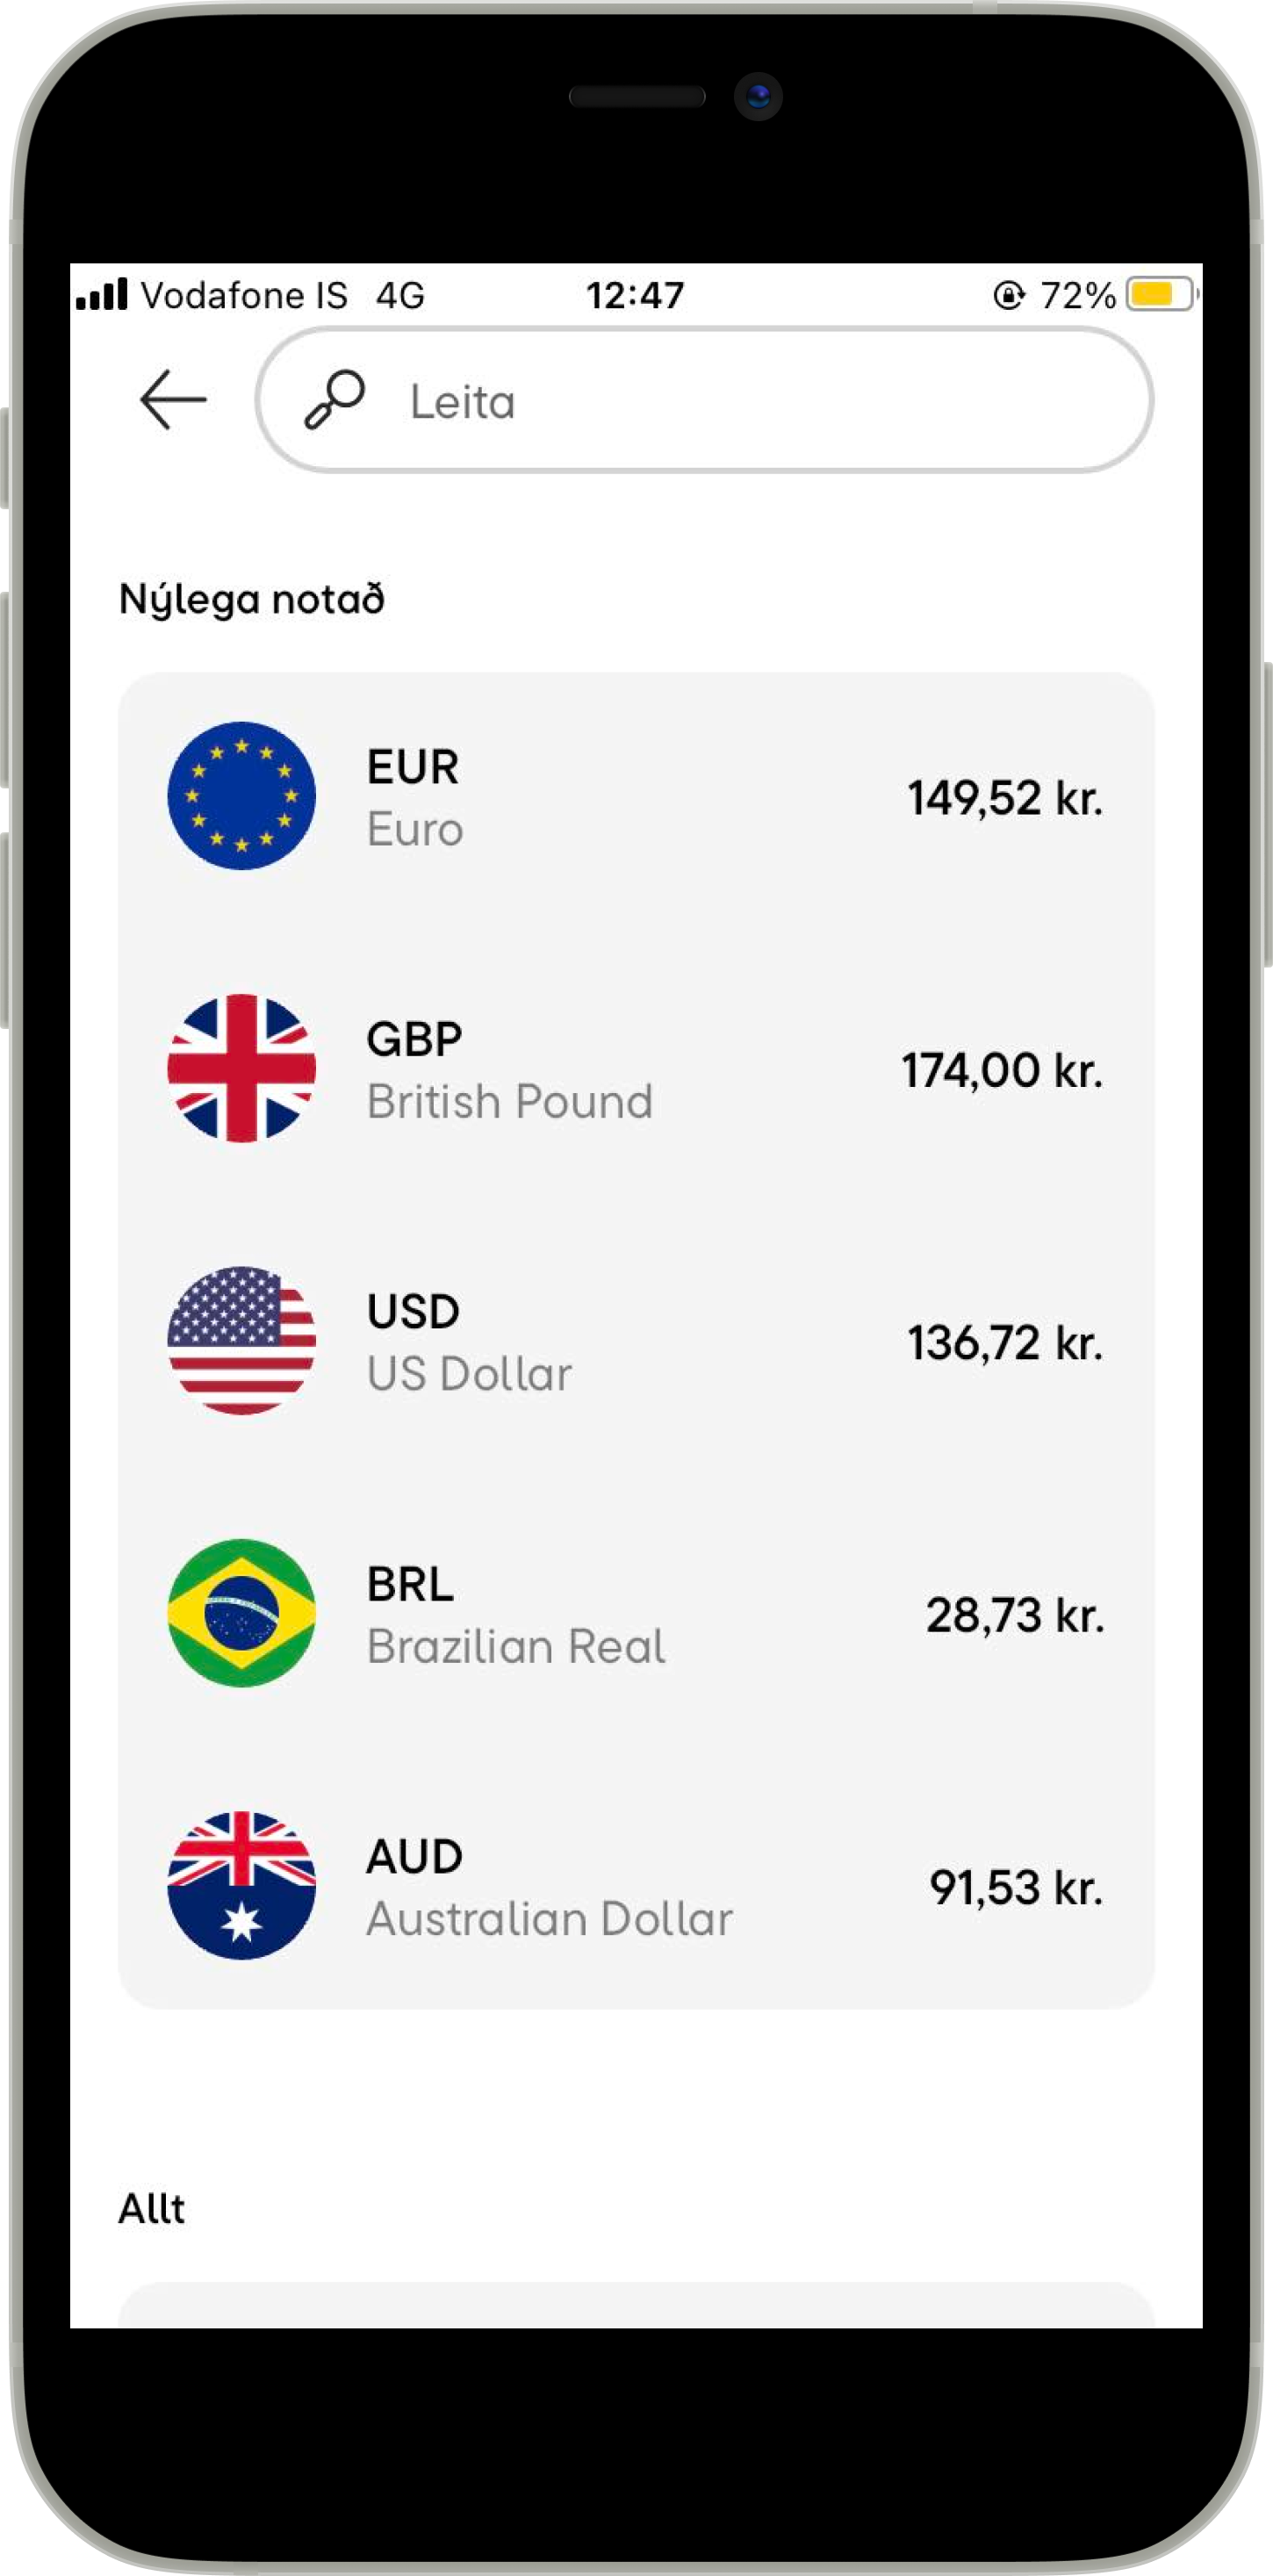 Vodafone IS 4G 12:47 72%
Leita
Nýlega notað
EUR
Euro
149,52 kr.
GBP
British Pound
174,00 kr.
USD
US Dollar
136,72 kr.
BRL
Brazilian Real
28,73 kr.
AUD
Australian Dollar
91,53 kr.
Allt